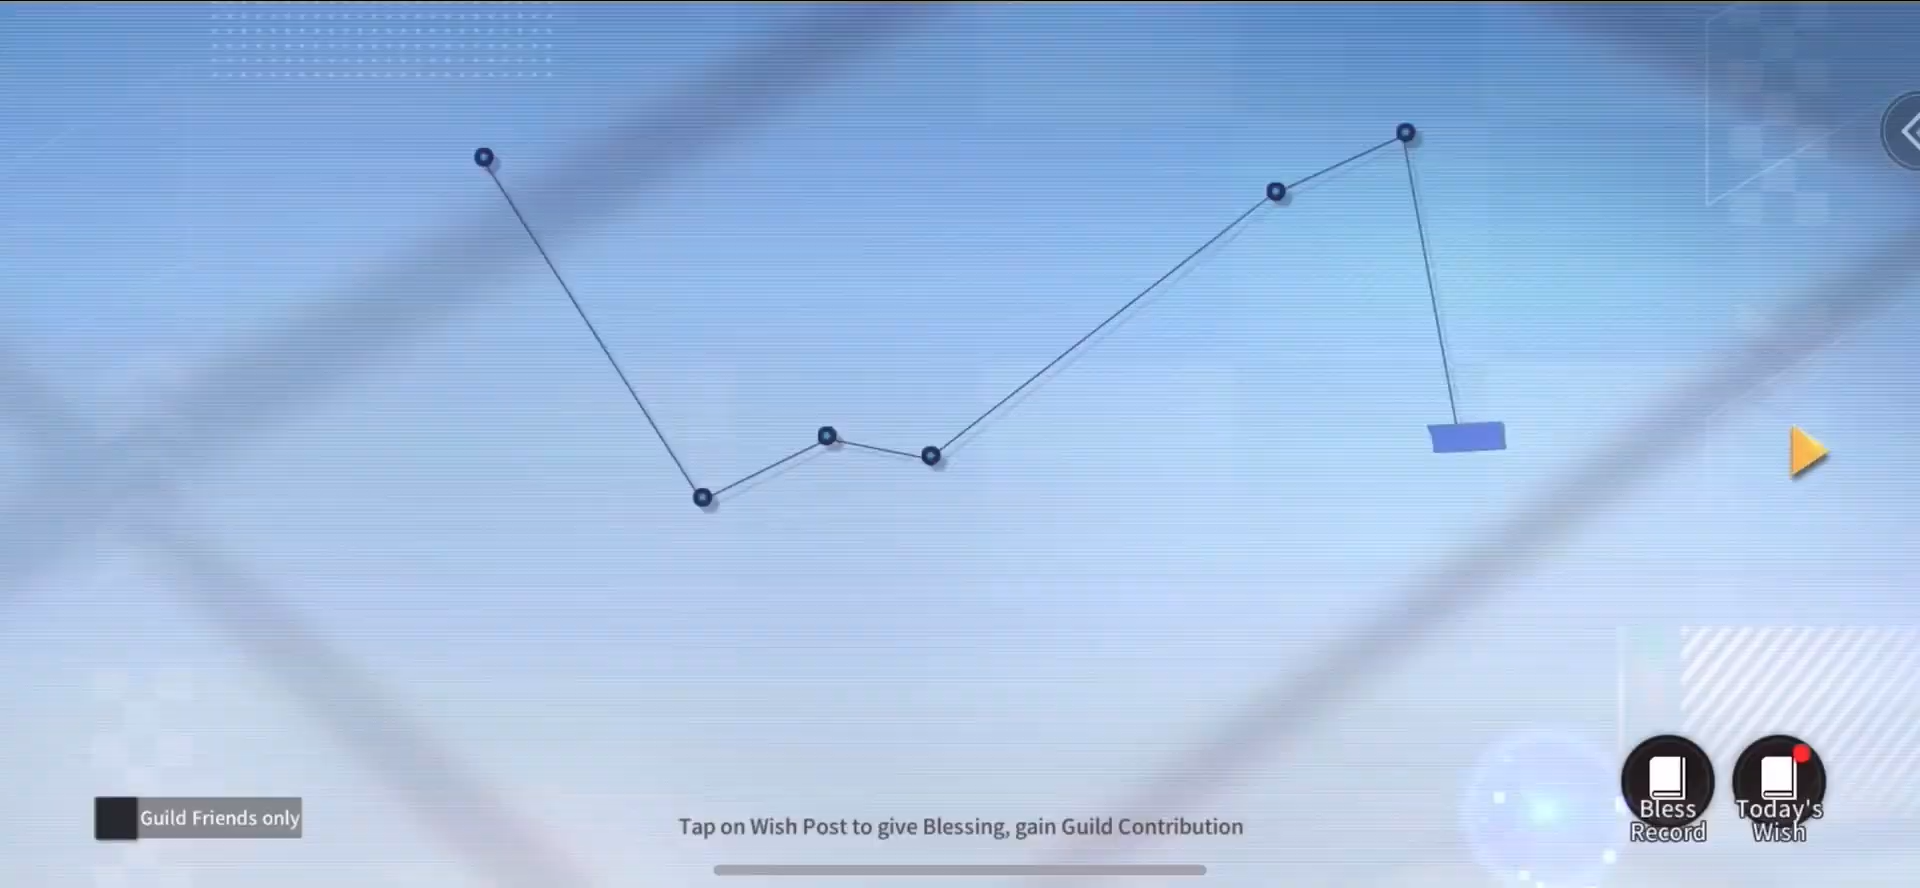 Guild Friends only
Tap on Wish Post to give Blessing, gain Guild Contribution
Bless
Record
Today's
Wish